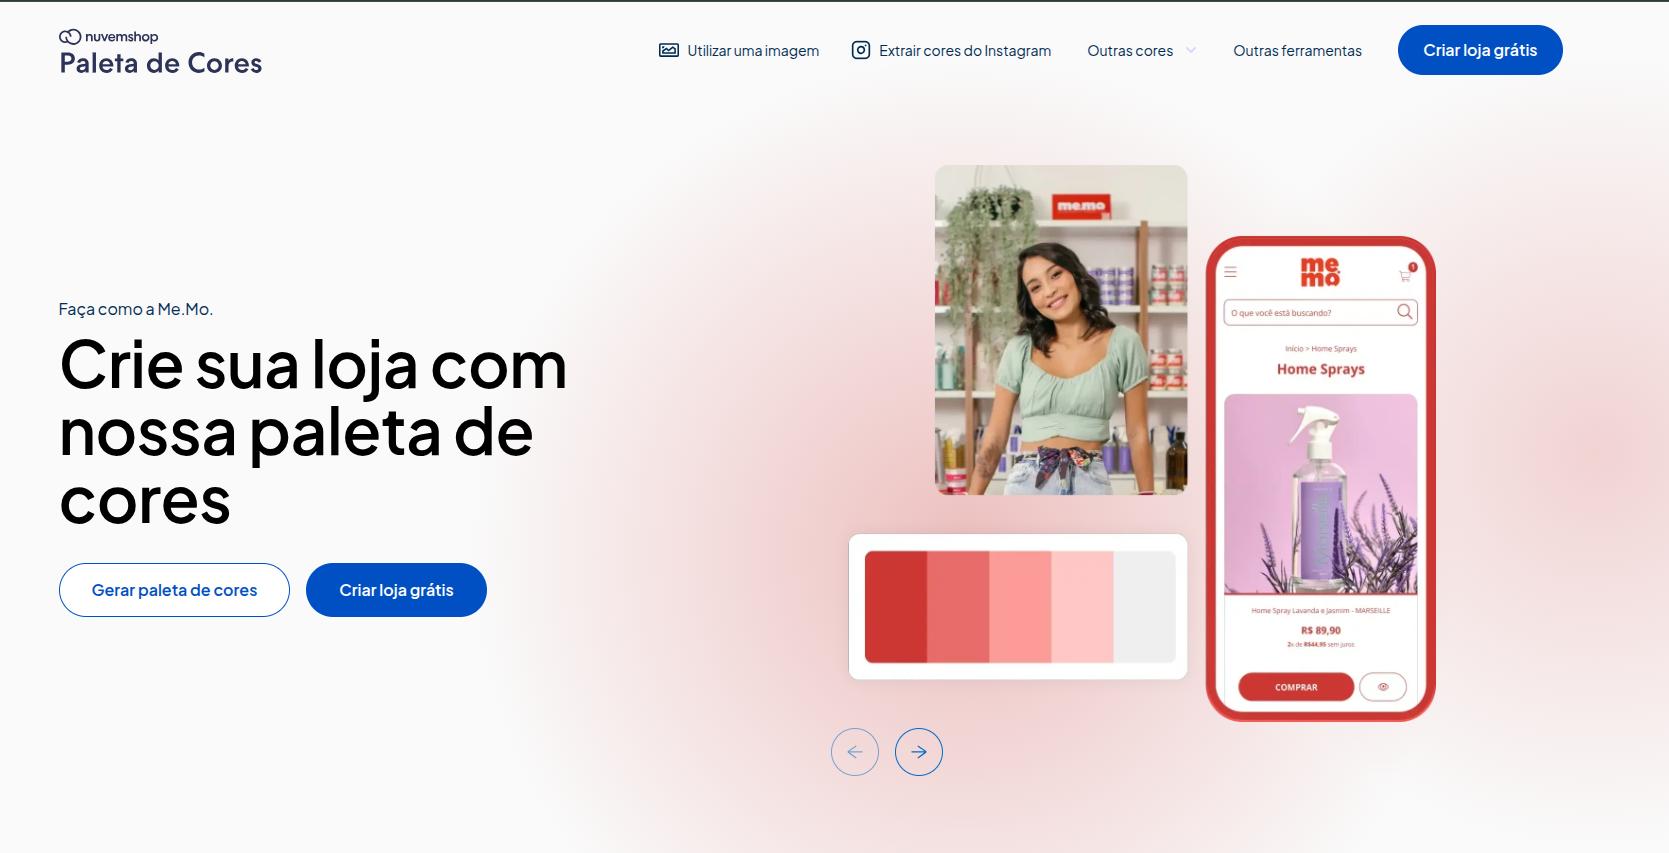 nuvemshop
Paleta de Cores
Utilizar uma imagem
Extrair cores do Instagram
Outras cores
Outras ferramentas
Criar loja grátis
Faça como a Me.Mo.
Crie sua loja com
nossa paleta de
cores
Gerar paleta de cores
Criar loja grátis
me.mo
me
mo
1
O que você está buscando?
Início > Home Sprays
Home Sprays
Marseille
Home Spray Lavanda e Jasmim - MARSEILLE
R$ 89,90
2x de R$44,95 sem juros
COMPRAR